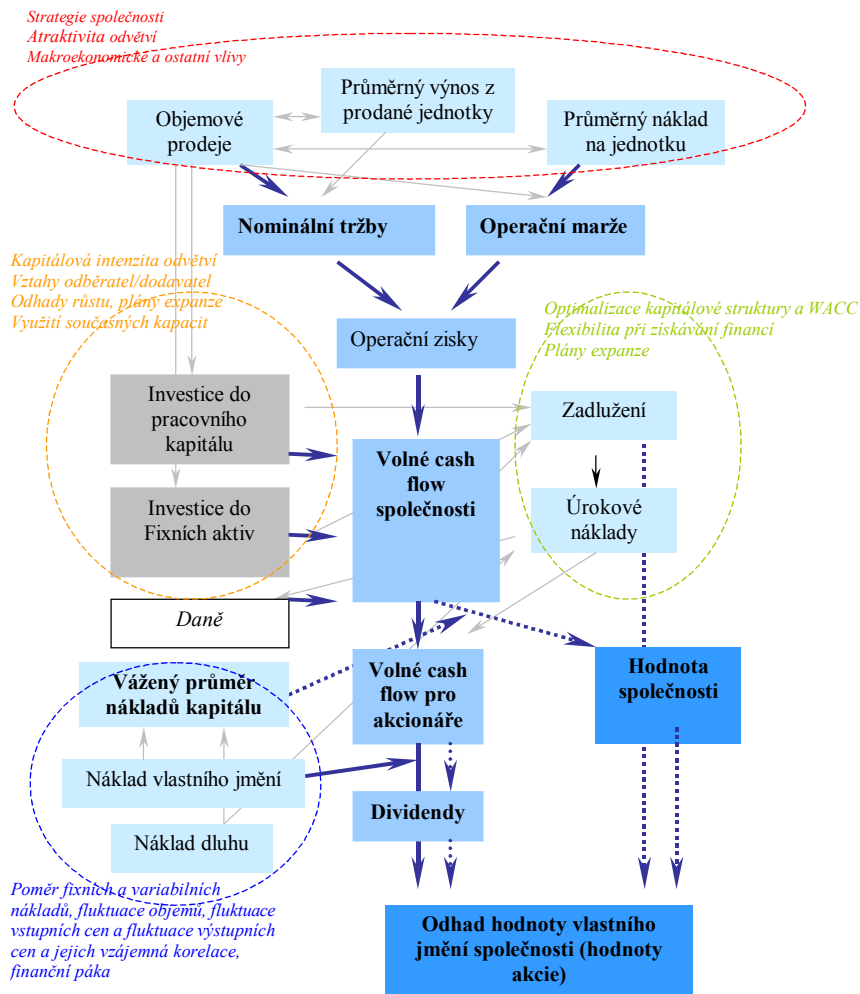 Strategie společnosti
Atraktivita odvětví
Makroekonomické a ostatní vlivy
Objemové
prodeje
Průměrný výnos z
prodané jednotky
Průměrný náklad
na jednotku
Nominální tržby
Operační marže
Kapitálová intenzita odvětví
Vztahy odběratel/dodavatel
Odhady růstu, plány expanze
Využití současných kapacit
Optimalizace kapitálové struktury a WACC
Flexibilita při získávání financí
Plány expanze
Operační zisky
Investice do
pracovního
kapitálu
Zadlužení
Volné cash
flow
společnosti
Investice do
Fixních aktiv
Úrokové
náklady
Daně
Vážený průměr
nákladů kapitálu
Volné cash
flow pro
akcionáře
Hodnota
společnosti
Náklad vlastního jmění
Dividendy
Náklad dluhu
Poměr fixních a variabilních
nákladů, fluktuace objemů, fluktuace
vstupních cen a fluktuace výstupních
cen a jejich vzájemná korelace,
finanční páka
Odhad hodnoty vlastního
jmění společnosti (hodnoty
akcie)